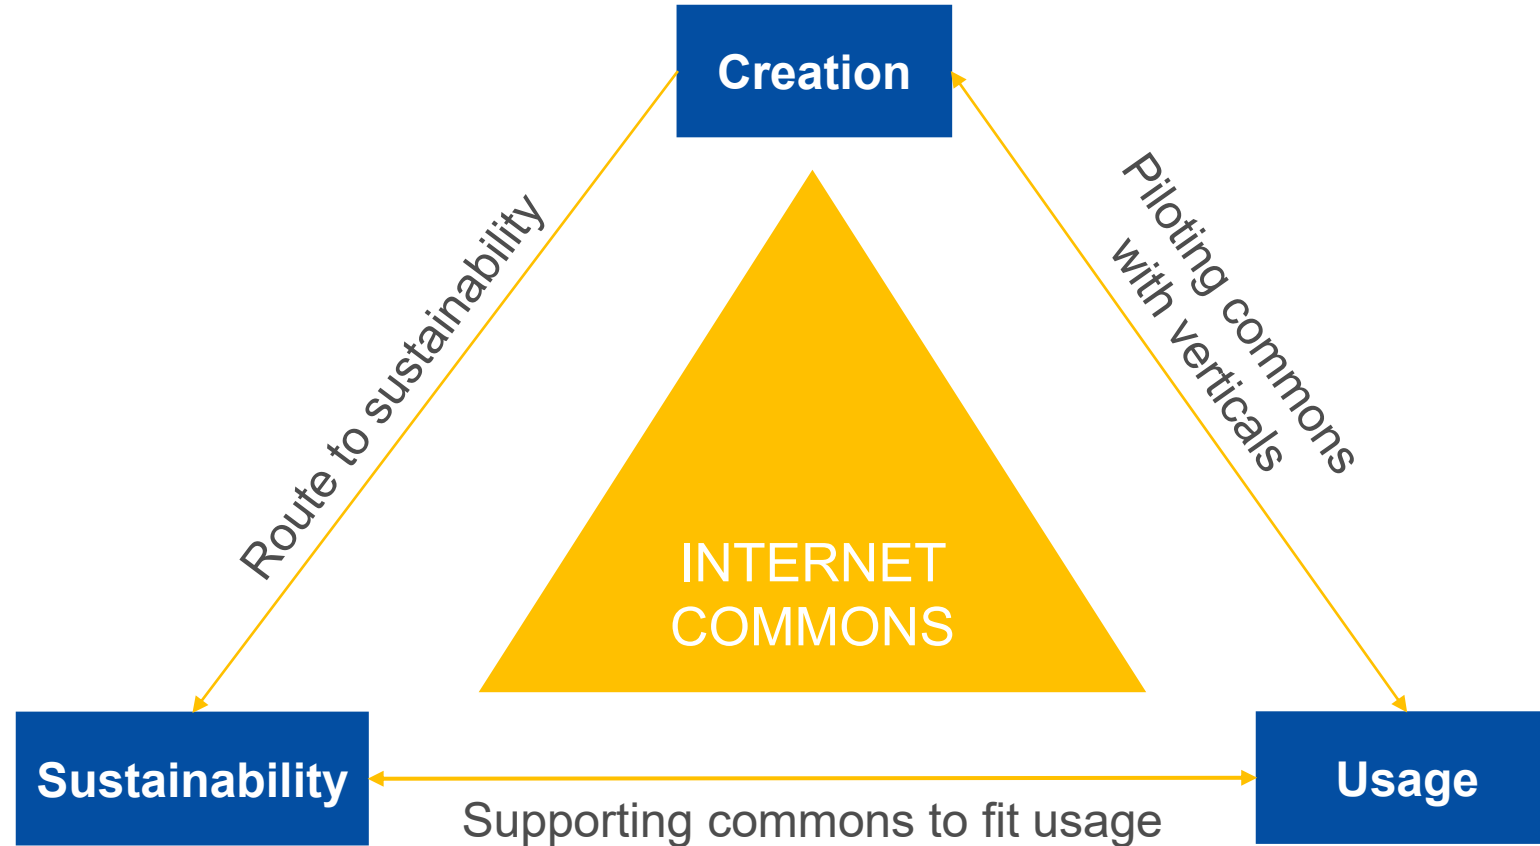 Creation
Route to sustainability
Piloting commons
with verticals
INTERNET
COMMONS
Sustainability
Usage
Supporting commons to fit usage